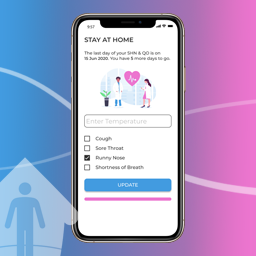 9:57
STAY AT HOME
The last day of your SHN & QO is on
15 Jun 2020. You have 5 more days to go.
Enter Temperature
Cough
Sore Throat
Runny Nose
Shortness of Breath
UPDATE